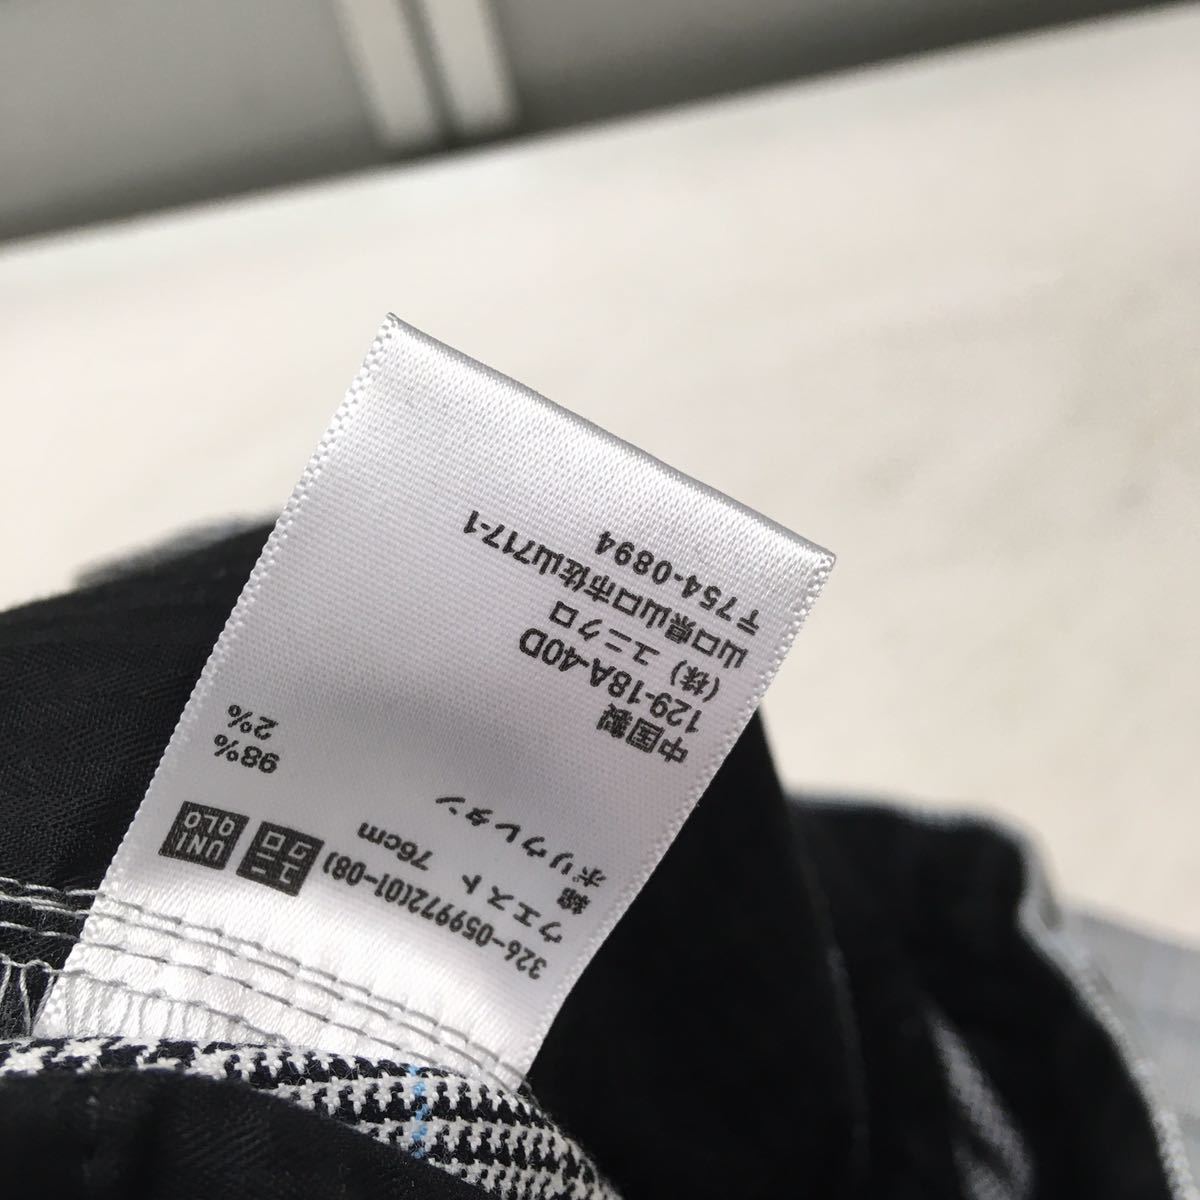 UNI
QLO
ユニ
クロ
326-059972(01-08)
ウエスト 76cm
綿 98%
ポリウレタン 2%
中国製
129-18A-40D
(株) ユニクロ
山口県山口市佐山717-1
〒754-0894